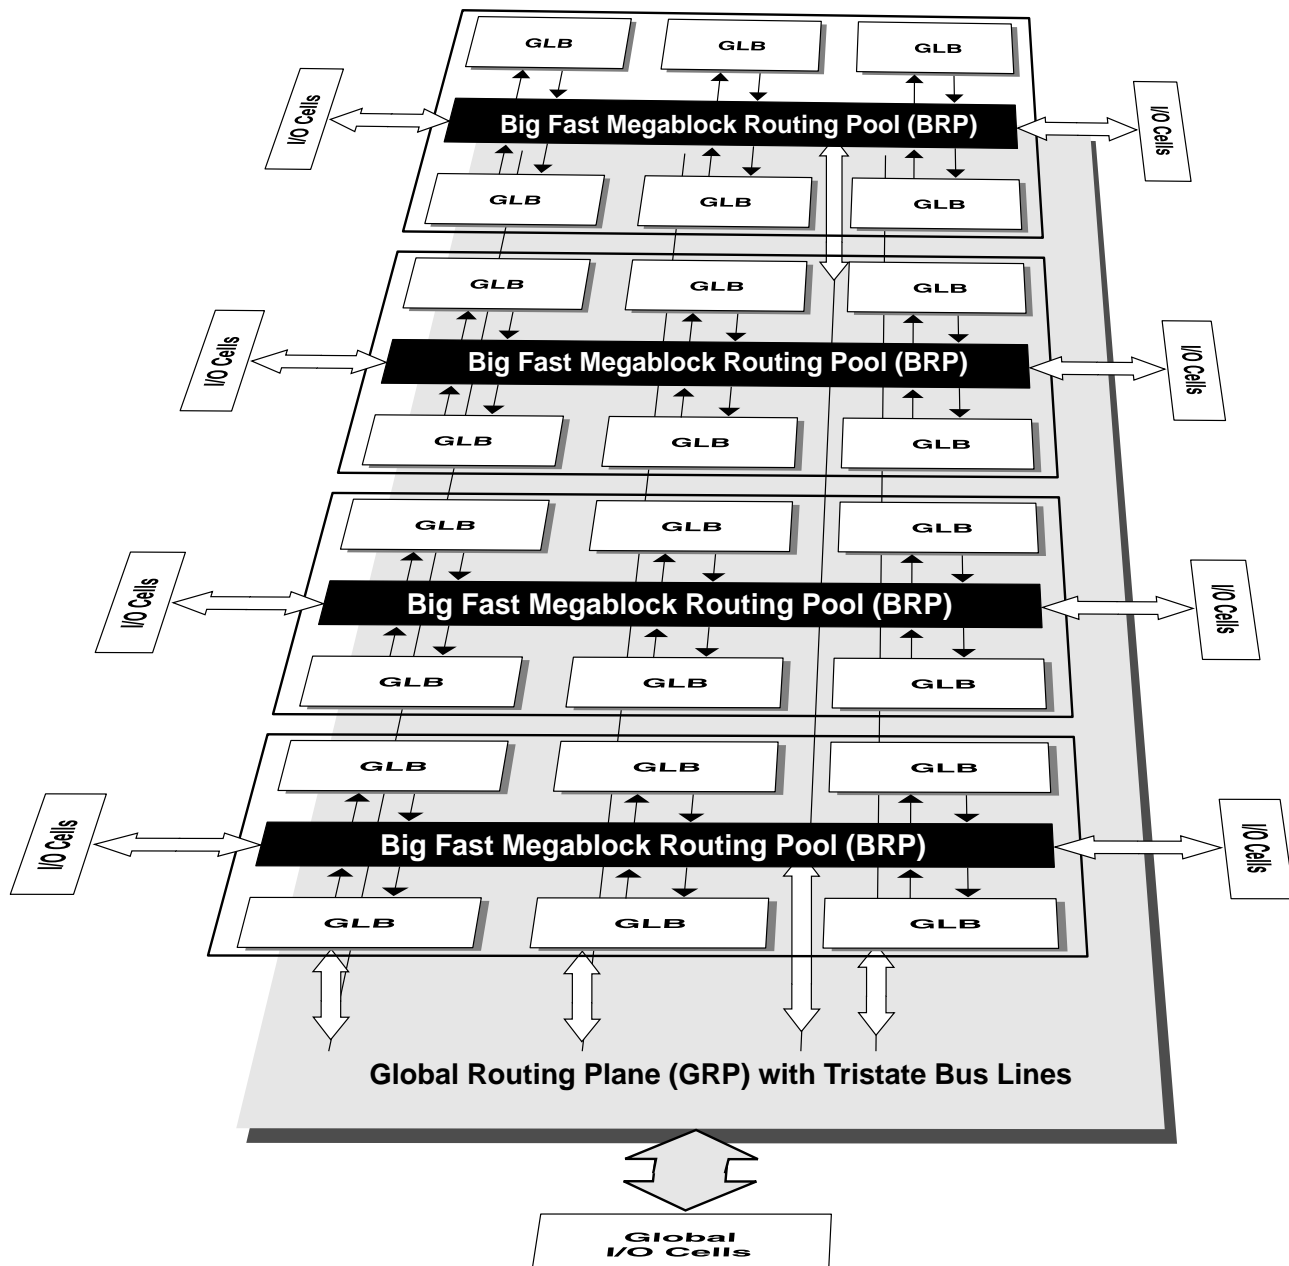 GLB GLB GLB
I/O Cells Big Fast Megablock Routing Pool (BRP) I/O Cells
GLB GLB GLB
GLB GLB GLB
I/O Cells Big Fast Megablock Routing Pool (BRP) I/O Cells
GLB GLB GLB
GLB GLB GLB
I/O Cells Big Fast Megablock Routing Pool (BRP) I/O Cells
GLB GLB GLB
GLB GLB GLB
I/O Cells Big Fast Megablock Routing Pool (BRP) I/O Cells
GLB GLB GLB
Global Routing Plane (GRP) with Tristate Bus Lines
Global
I/O Cells